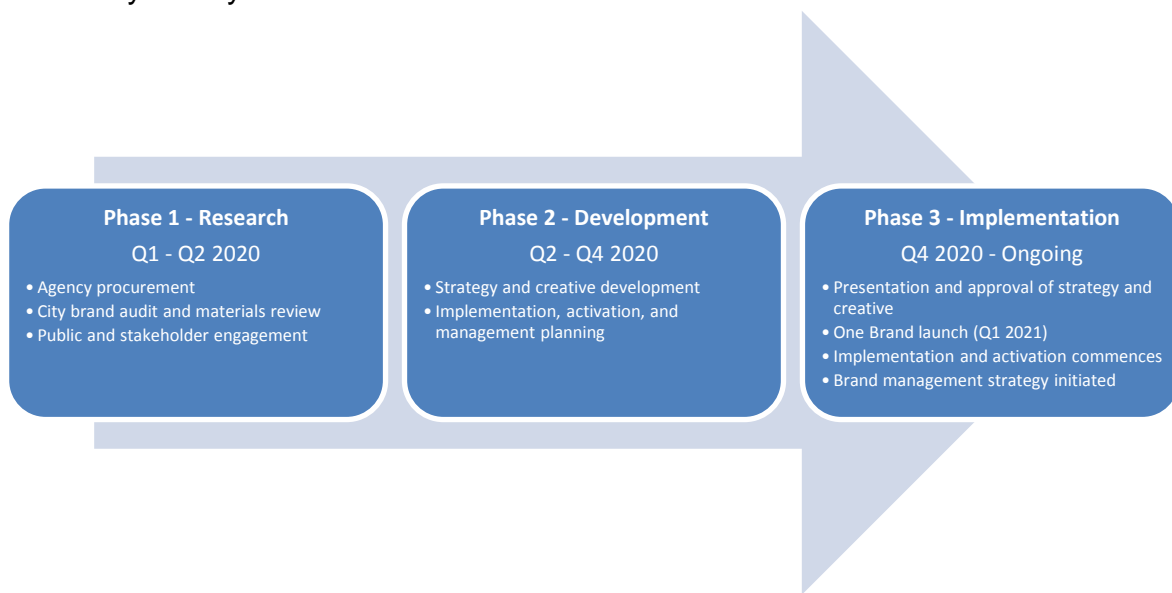 Phase 1 - Research
Q1 - Q2 2020
• Agency procurement
• City brand audit and materials review
• Public and stakeholder engagement
Phase 2 - Development
Q2 - Q4 2020
• Strategy and creative development
• Implementation, activation, and
management planning
Phase 3 - Implementation
Q4 2020 - Ongoing
• Presentation and approval of strategy and
creative
• One Brand launch (Q1 2021)
• Implementation and activation commences
• Brand management strategy initiated